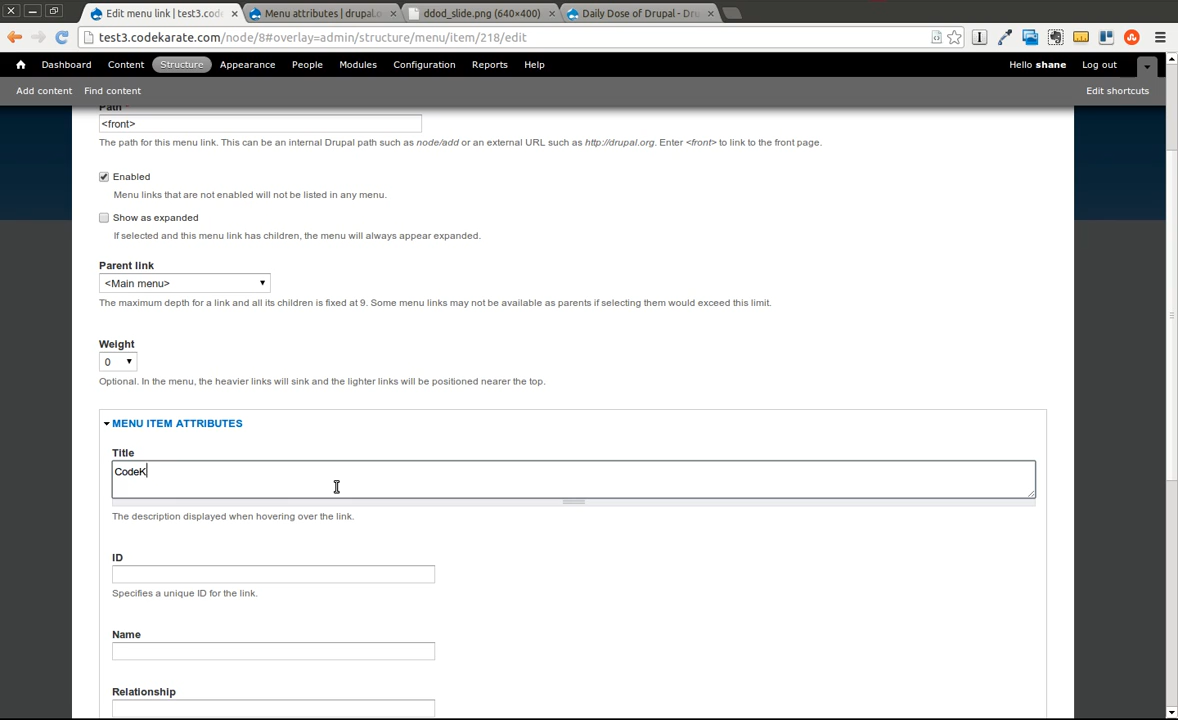 Edit menu link | test3.code
Menu attributes | drupal.o
ddod_slide.png (640×400)
Daily Dose of Drupal - Dru
test3.codekarate.com/node/8#overlay=admin/structure/menu/item/218/edit
Dashboard Content Structure Appearance People Modules Configuration Reports Help Hello shane Log out
Add content Find content Edit shortcuts
Path *
<front>
The path for this menu link. This can be an internal Drupal path such as node/add or an external URL such as http://drupal.org. Enter <front> to link to the front page.
Enabled
Menu links that are not enabled will not be listed in any menu.
Show as expanded
If selected and this menu link has children, the menu will always appear expanded.
Parent link
<Main menu>
The maximum depth for a link and all its children is fixed at 9. Some menu links may not be available as parents if selecting them would exceed this limit.
Weight
0
Optional. In the menu, the heavier links will sink and the lighter links will be positioned nearer the top.
MENU ITEM ATTRIBUTES
Title
CodeK
The description displayed when hovering over the link.
ID
Specifies a unique ID for the link.
Name
Relationship